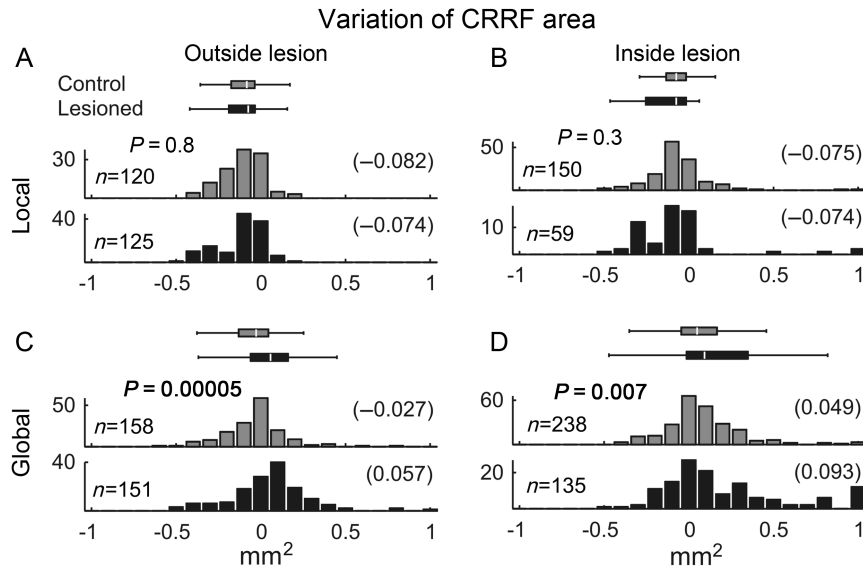 Variation of CRRF area
A
Outside lesion
B
Inside lesion
Control
Lesioned
Local
30
P = 0.8
n=120
(−0.082)
40
n=125
(−0.074)
-1 -0.5 0 0.5 1
50
P = 0.3
n=150
(−0.075)
10
n=59
(−0.074)
-1 -0.5 0 0.5 1
C
D
Global
50
P = 0.00005
n=158
(−0.027)
40
n=151
(0.057)
-1 -0.5 0 0.5 1
mm²
60
P = 0.007
n=238
(0.049)
20
n=135
(0.093)
-1 -0.5 0 0.5 1
mm²